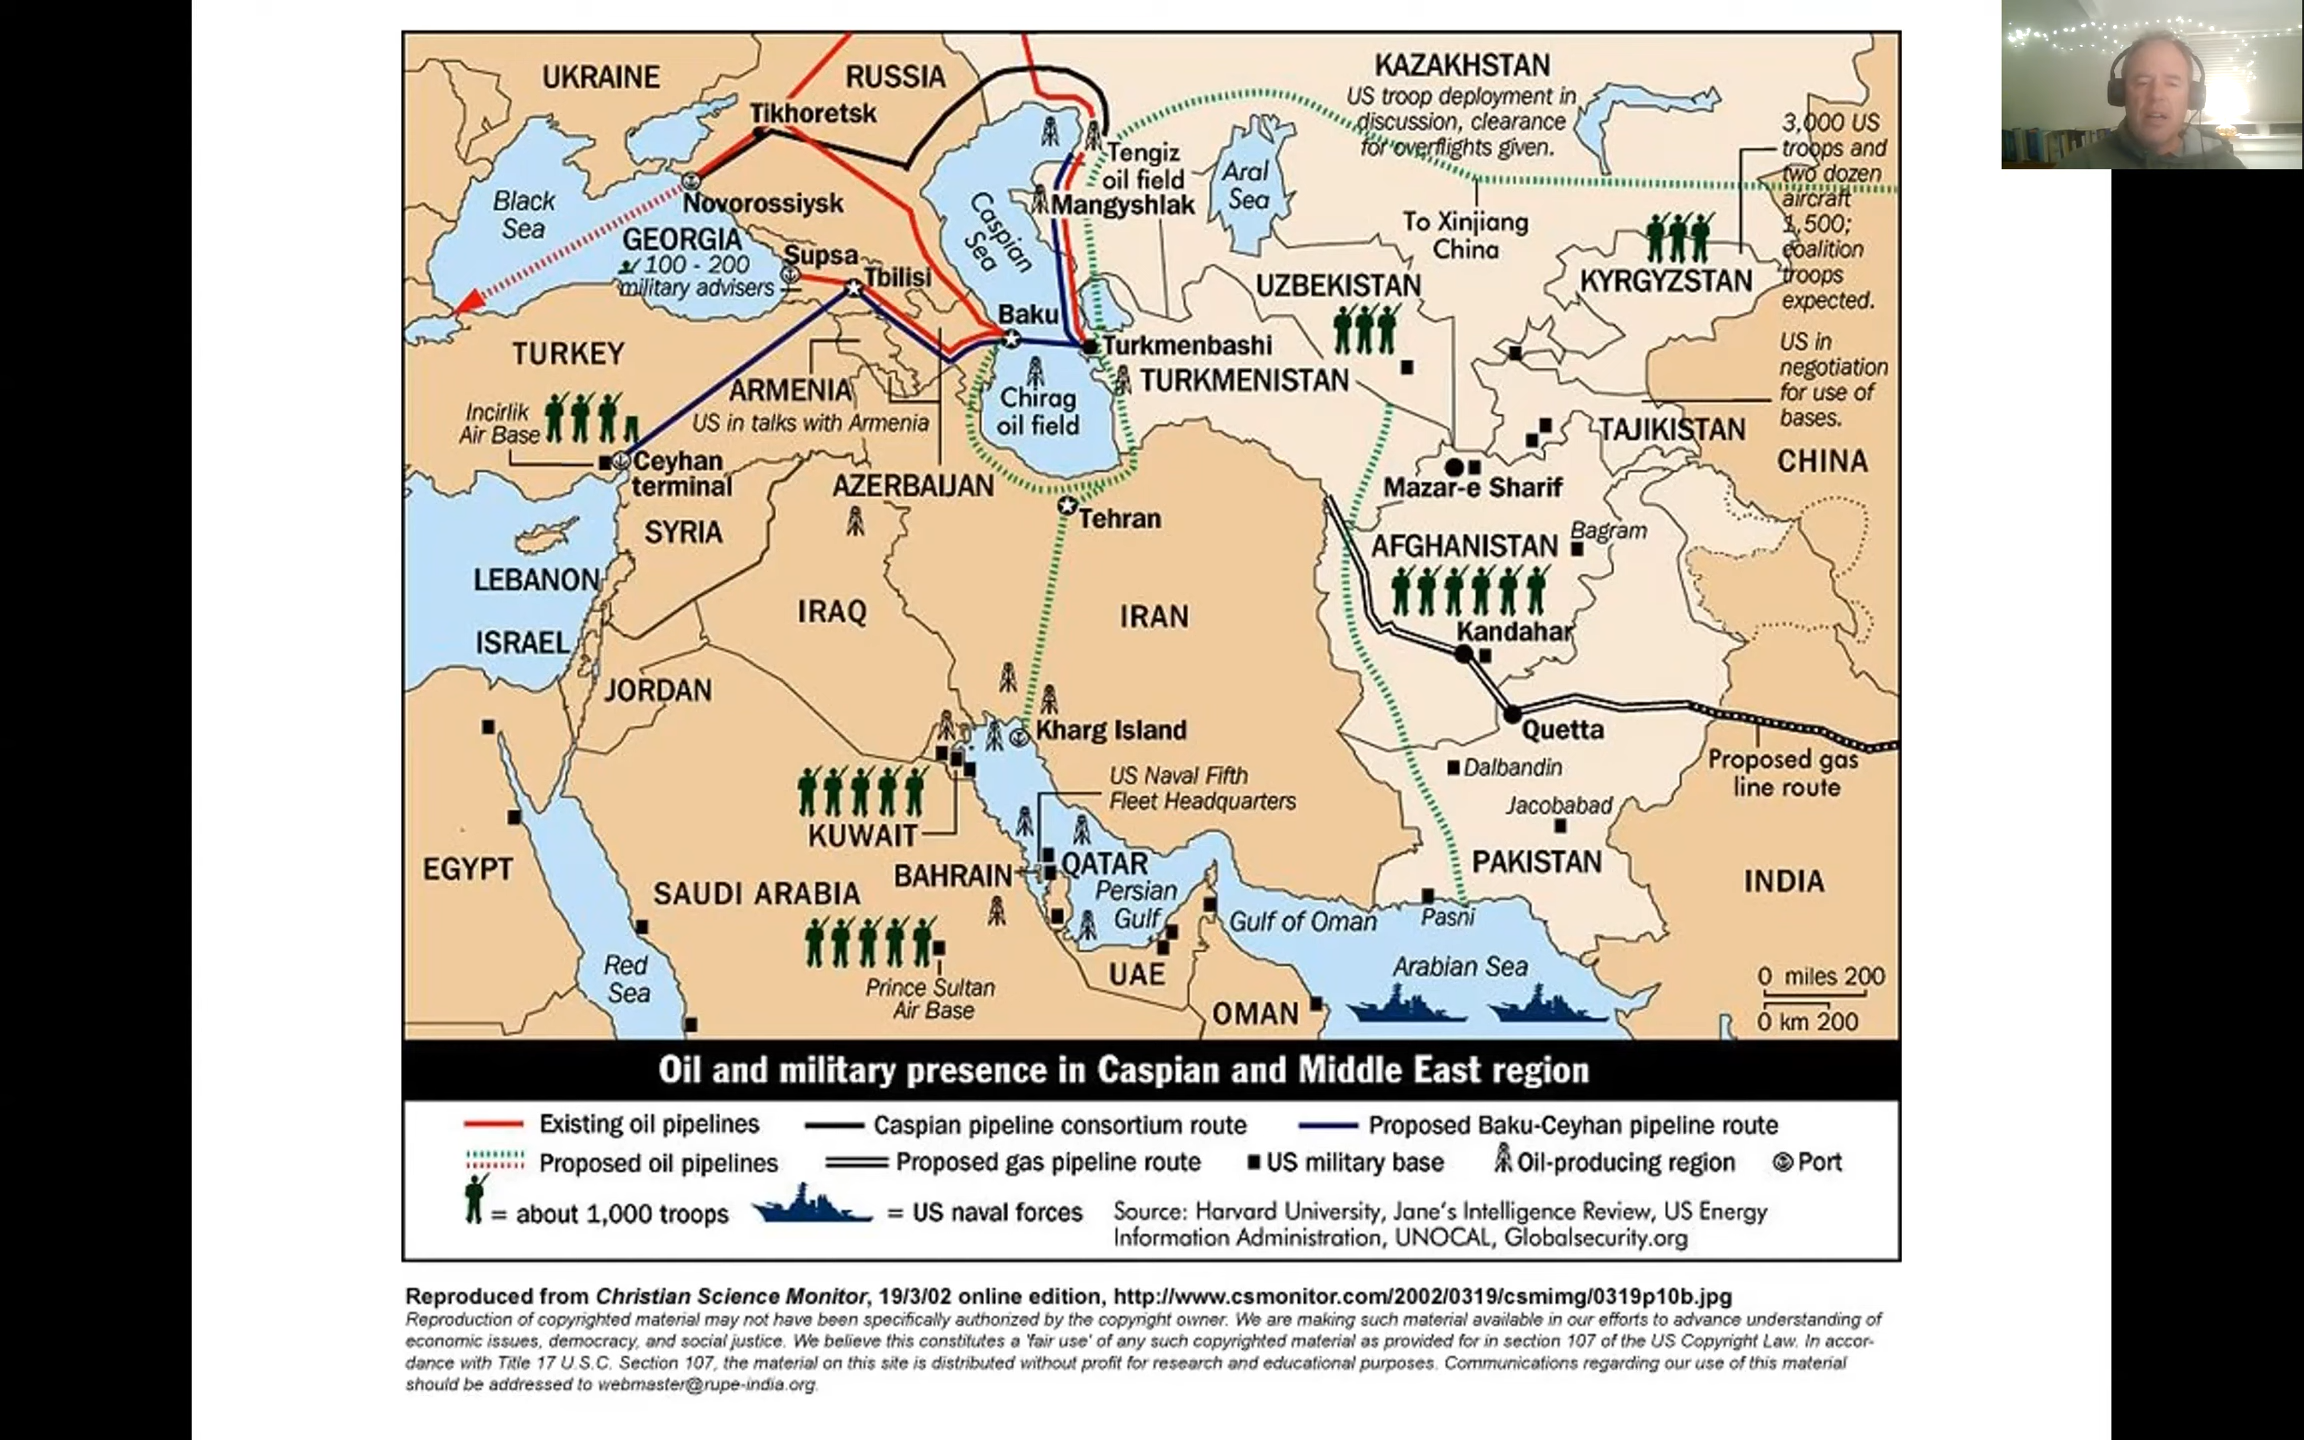 UKRAINE
RUSSIA
KAZAKHSTAN
US troop deployment in
discussion, clearance
for overflights given.
3,000 US
troops and
two dozen
aircraft
1,500;
coalition
troops
expected.
Tikhoretsk
Tengiz
oil field
Aral
Sea
Black
Sea
Caspian
Sea
Mangyshlak
Novorossiysk
To Xinjiang
China
GEORGIA
100 - 200
military advisers
Supsa
Tbilisi
UZBEKISTAN
KYRGYZSTAN
Baku
TURKEY
Turkmenbashi
US in
negotiation
for use of
bases.
ARMENIA
US in talks with Armenia
Chirag
oil field
TURKMENISTAN
Incirlik
Air Base
TAJIKISTAN
CHINA
Ceyhan
terminal
AZERBAIJAN
Mazar-e Sharif
Tehran
SYRIA
AFGHANISTAN
Bagram
LEBANON
IRAQ
IRAN
ISRAEL
Kandahar
JORDAN
Kharg Island
Quetta
US Naval Fifth
Fleet Headquarters
Dalbandin
Proposed gas
line route
Jacobabad
KUWAIT
EGYPT
BAHRAIN
QATAR
PAKISTAN
INDIA
SAUDI ARABIA
Persian
Gulf
Gulf of Oman
Pasni
Red
Sea
Prince Sultan
Air Base
UAE
Arabian Sea
OMAN
0 miles 200
0 km 200
Oil and military presence in Caspian and Middle East region
Existing oil pipelines Caspian pipeline consortium route Proposed Baku-Ceyhan pipeline route
Proposed oil pipelines Proposed gas pipeline route US military base Oil-producing region Port
= about 1,000 troops = US naval forces
Source: Harvard University, Jane's Intelligence Review, US Energy
Information Administration, UNOCAL, Globalsecurity.org
Reproduced from Christian Science Monitor, 19/3/02 online edition, http://www.csmonitor.com/2002/0319/csmimg/0319p10b.jpg
Reproduction of copyrighted material may not have been specifically authorized by the copyright owner. We are making such material available in our efforts to advance understanding of
economic issues, democracy, and social justice. We believe this constitutes a 'fair use' of any such copyrighted material as provided for in section 107 of the US Copyright Law. In accor-
dance with Title 17 U.S.C. Section 107, the material on this site is distributed without profit for research and educational purposes. Communications regarding our use of this material
should be addressed to webmaster@rupe-india.org.